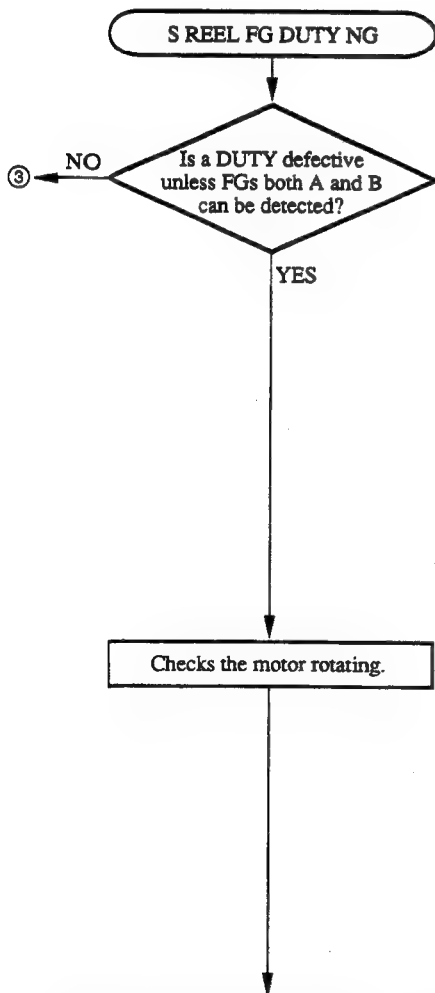 S REEL FG DUTY NG
Is a DUTY defective
unless FGs both A and B
can be detected?
NO
③
YES
Checks the motor rotating.